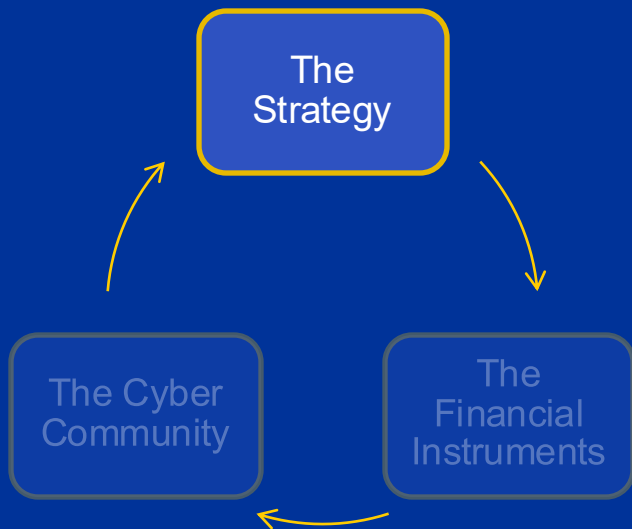 The
Strategy
The Cyber
Community
The
Financial
Instruments